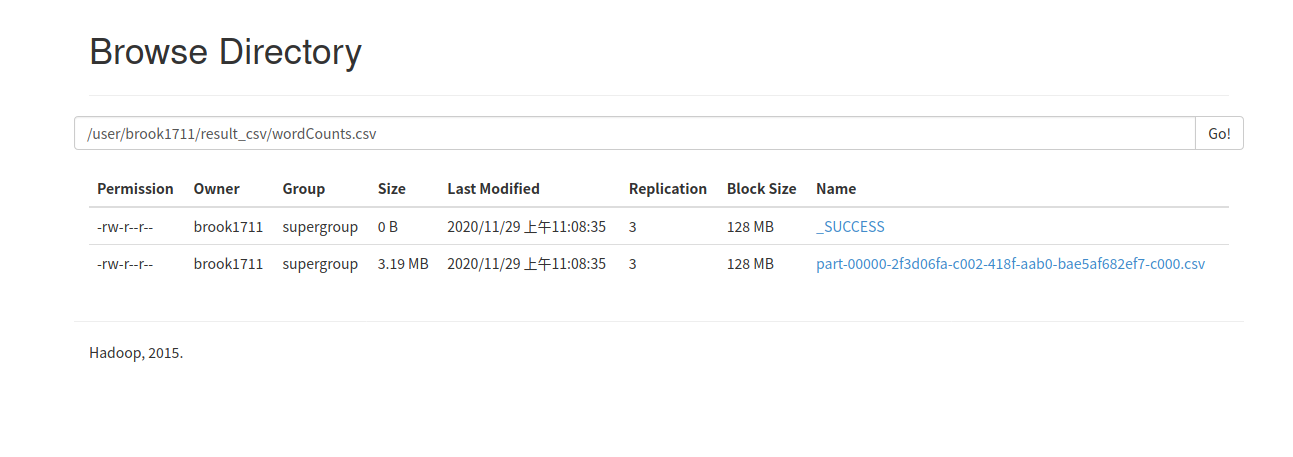 Browse Directory
/user/brook1711/result_csv/wordCounts.csv Go!
Permission Owner Group Size Last Modified Replication Block Size Name
-rw-r--r-- brook1711 supergroup 0 B 2020/11/29 上午11:08:35 3 128 MB _SUCCESS
-rw-r--r-- brook1711 supergroup 3.19 MB 2020/11/29 上午11:08:35 3 128 MB part-00000-2f3d06fa-c002-418f-aab0-bae5af682ef7-c000.csv
Hadoop, 2015.